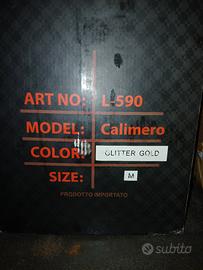 ART NO: L-590
MODEL: Calimero
COLOR: GLITTER GOLD
SIZE: M
PRODOTTO IMPORTATO
subito